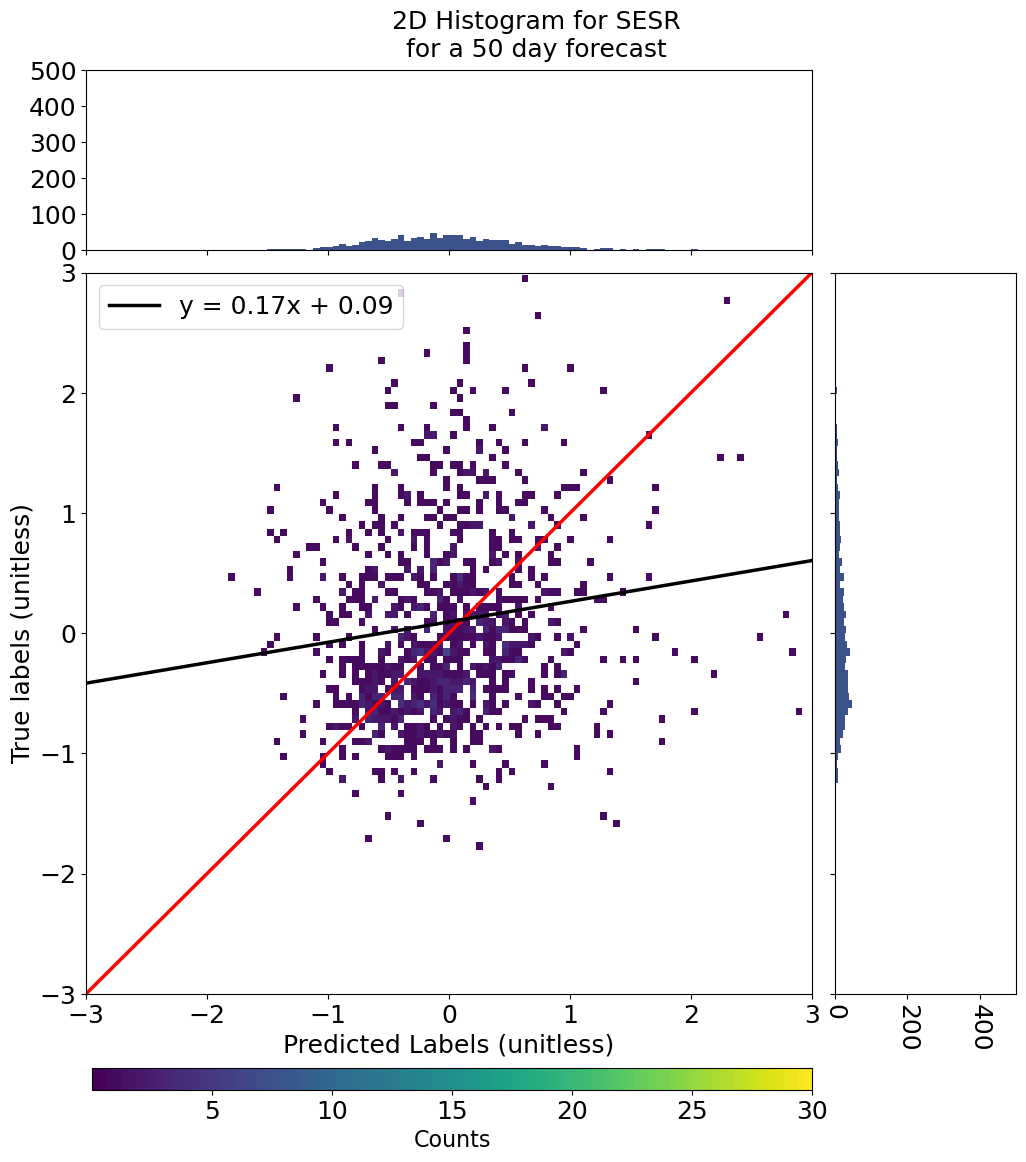 2D Histogram for SESR
for a 50 day forecast
500
400
300
200
100
0
3
2
1
0
−1
−2
−3
True labels (unitless)
y = 0.17x + 0.09
−3 −2 −1 0 1 2 3
Predicted Labels (unitless)
0 200 400
5 10 15 20 25 30
Counts